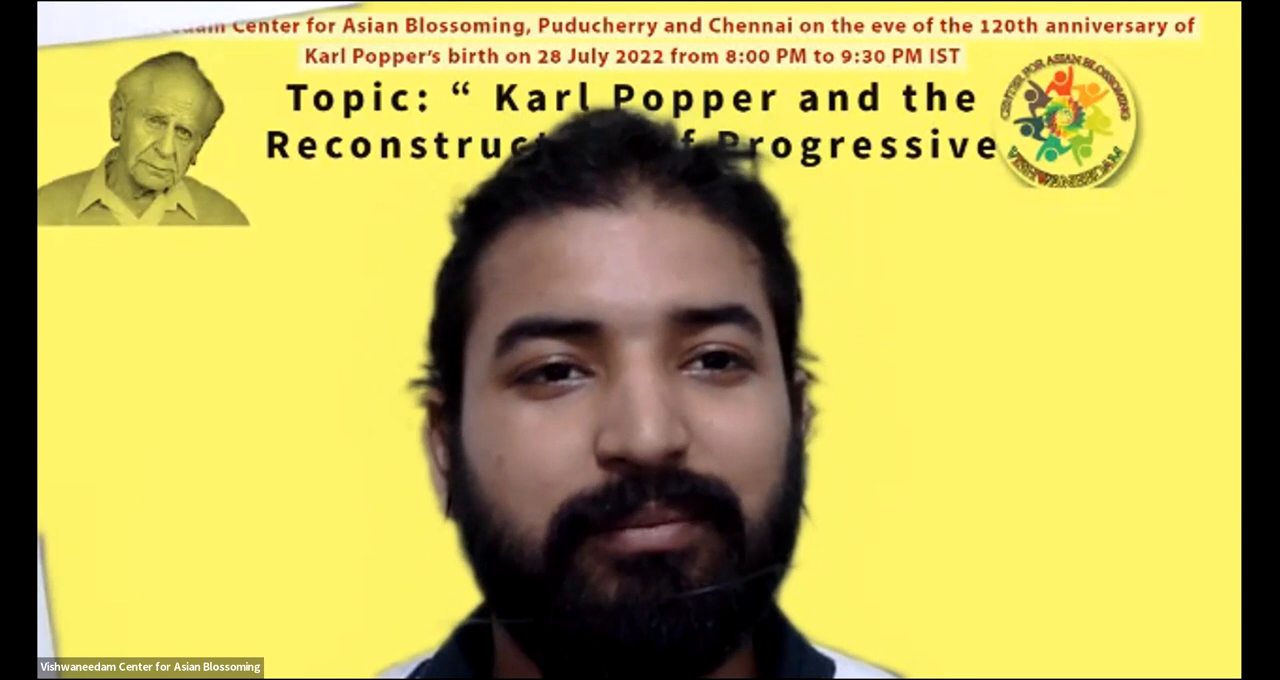 Center for Asian Blossoming, Puducherry and Chennai on the eve of the 120th anniversary of
Karl Popper's birth on 28 July 2022 from 8:00 PM to 9:30 PM IST
Topic: “ Karl Popper and the
Progressive
CENTER FOR ASIAN BLOSSOMING
VISHWANEEDAM
Vishwaneedam Center for Asian Blossoming